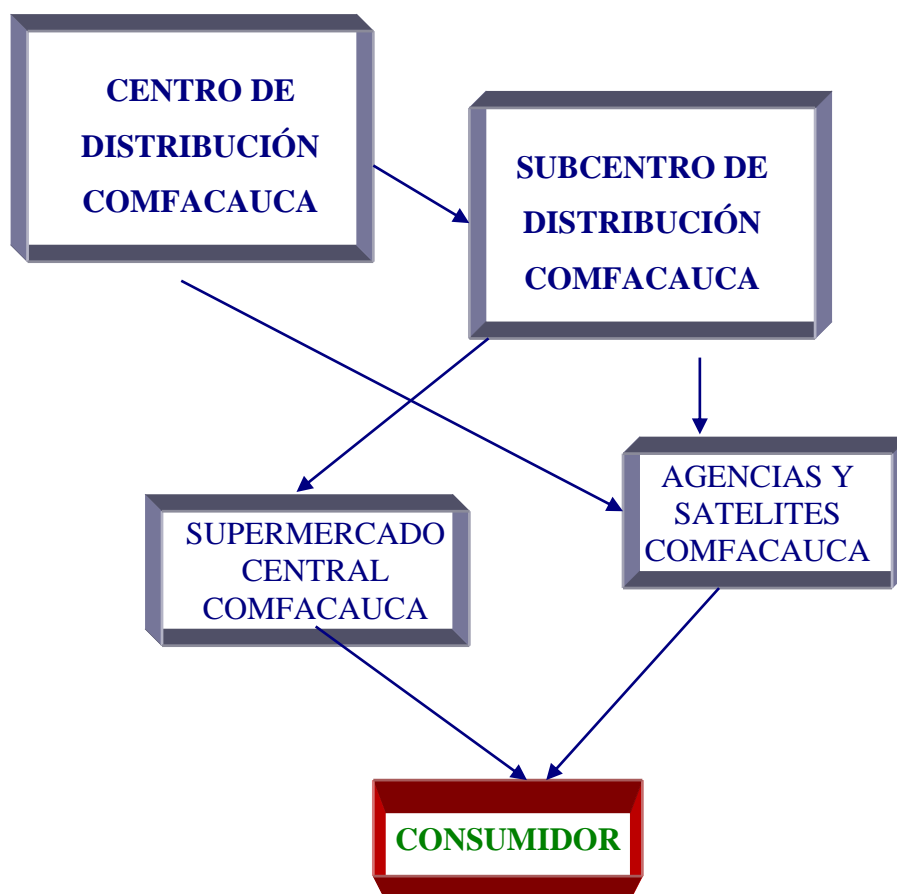 CENTRO DE
DISTRIBUCIÓN
COMFACAUCA
SUBCENTRO DE
DISTRIBUCIÓN
COMFACAUCA
AGENCIAS Y
SATELITES
COMFACAUCA
SUPERMERCADO
CENTRAL
COMFACAUCA
CONSUMIDOR